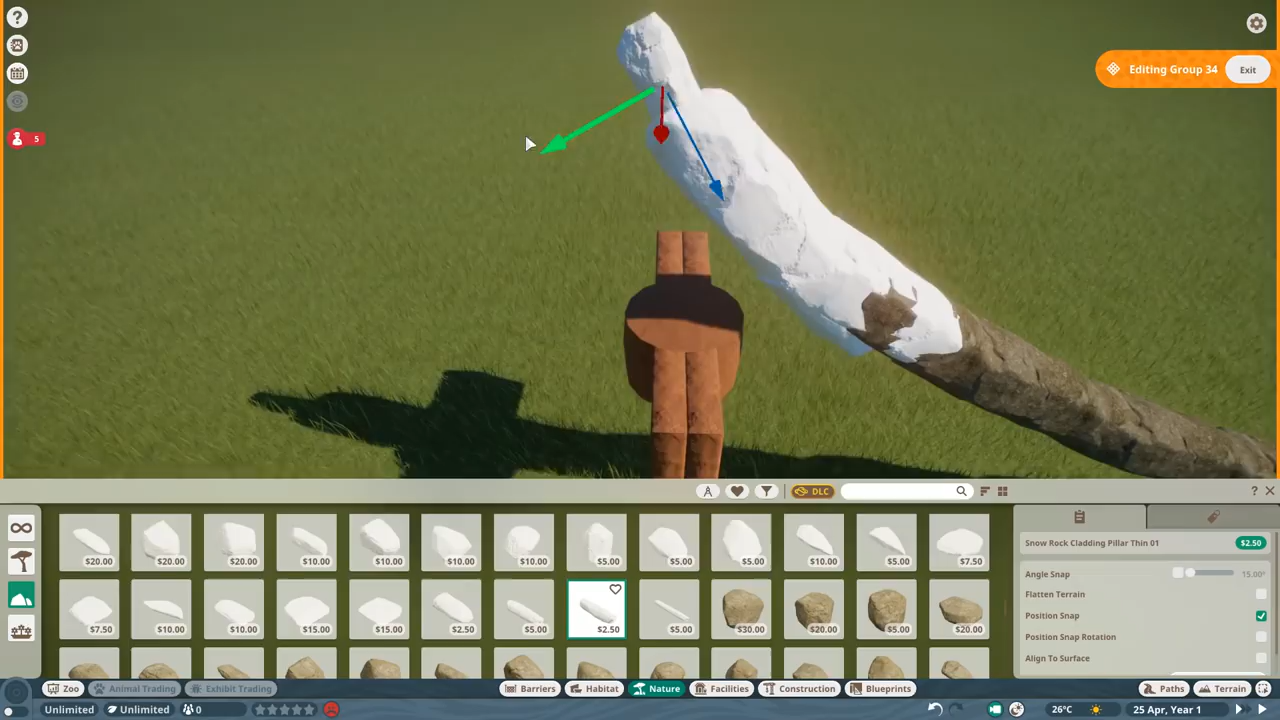 ?
Editing Group 34
Exit
5
DLC
?
$20.00 $20.00 $20.00 $10.00 $10.00 $10.00 $10.00 $5.00 $5.00 $5.00 $10.00 $5.00 $7.50
$7.50 $10.00 $10.00 $15.00 $15.00 $2.50 $5.00 $2.50 $5.00 $30.00 $20.00 $5.00 $20.00
Snow Rock Cladding Pillar Thin 01 $2.50
Angle Snap 15.00°
Flatten Terrain
Position Snap
Position Snap Rotation
Align To Surface
Zoo Animal Trading Exhibit Trading Barriers Habitat Nature Facilities Construction Blueprints Paths Terrain
Unlimited Unlimited 0 26°C 25 Apr, Year 1